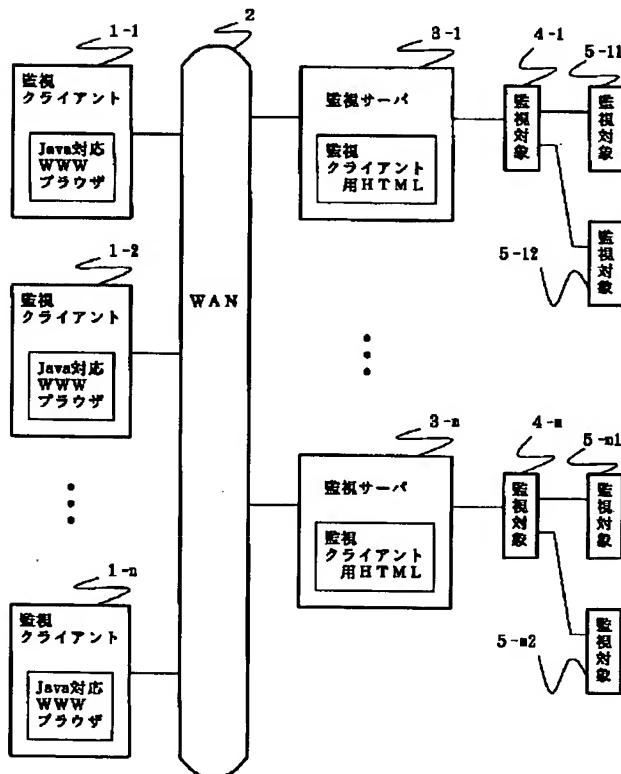 1-1
監視
クライアント
Java対応
WWW
ブラウザ
1-2
監視
クライアント
Java対応
WWW
ブラウザ
1-n
監視
クライアント
Java対応
WWW
ブラウザ
2
WAN
3-1
監視サーバ
監視
クライアント
用HTML
4-1
監視対象
5-11
監視対象
5-12
監視対象
3-m
監視サーバ
監視
クライアント
用HTML
4-m
監視対象
5-m1
監視対象
5-m2
監視対象